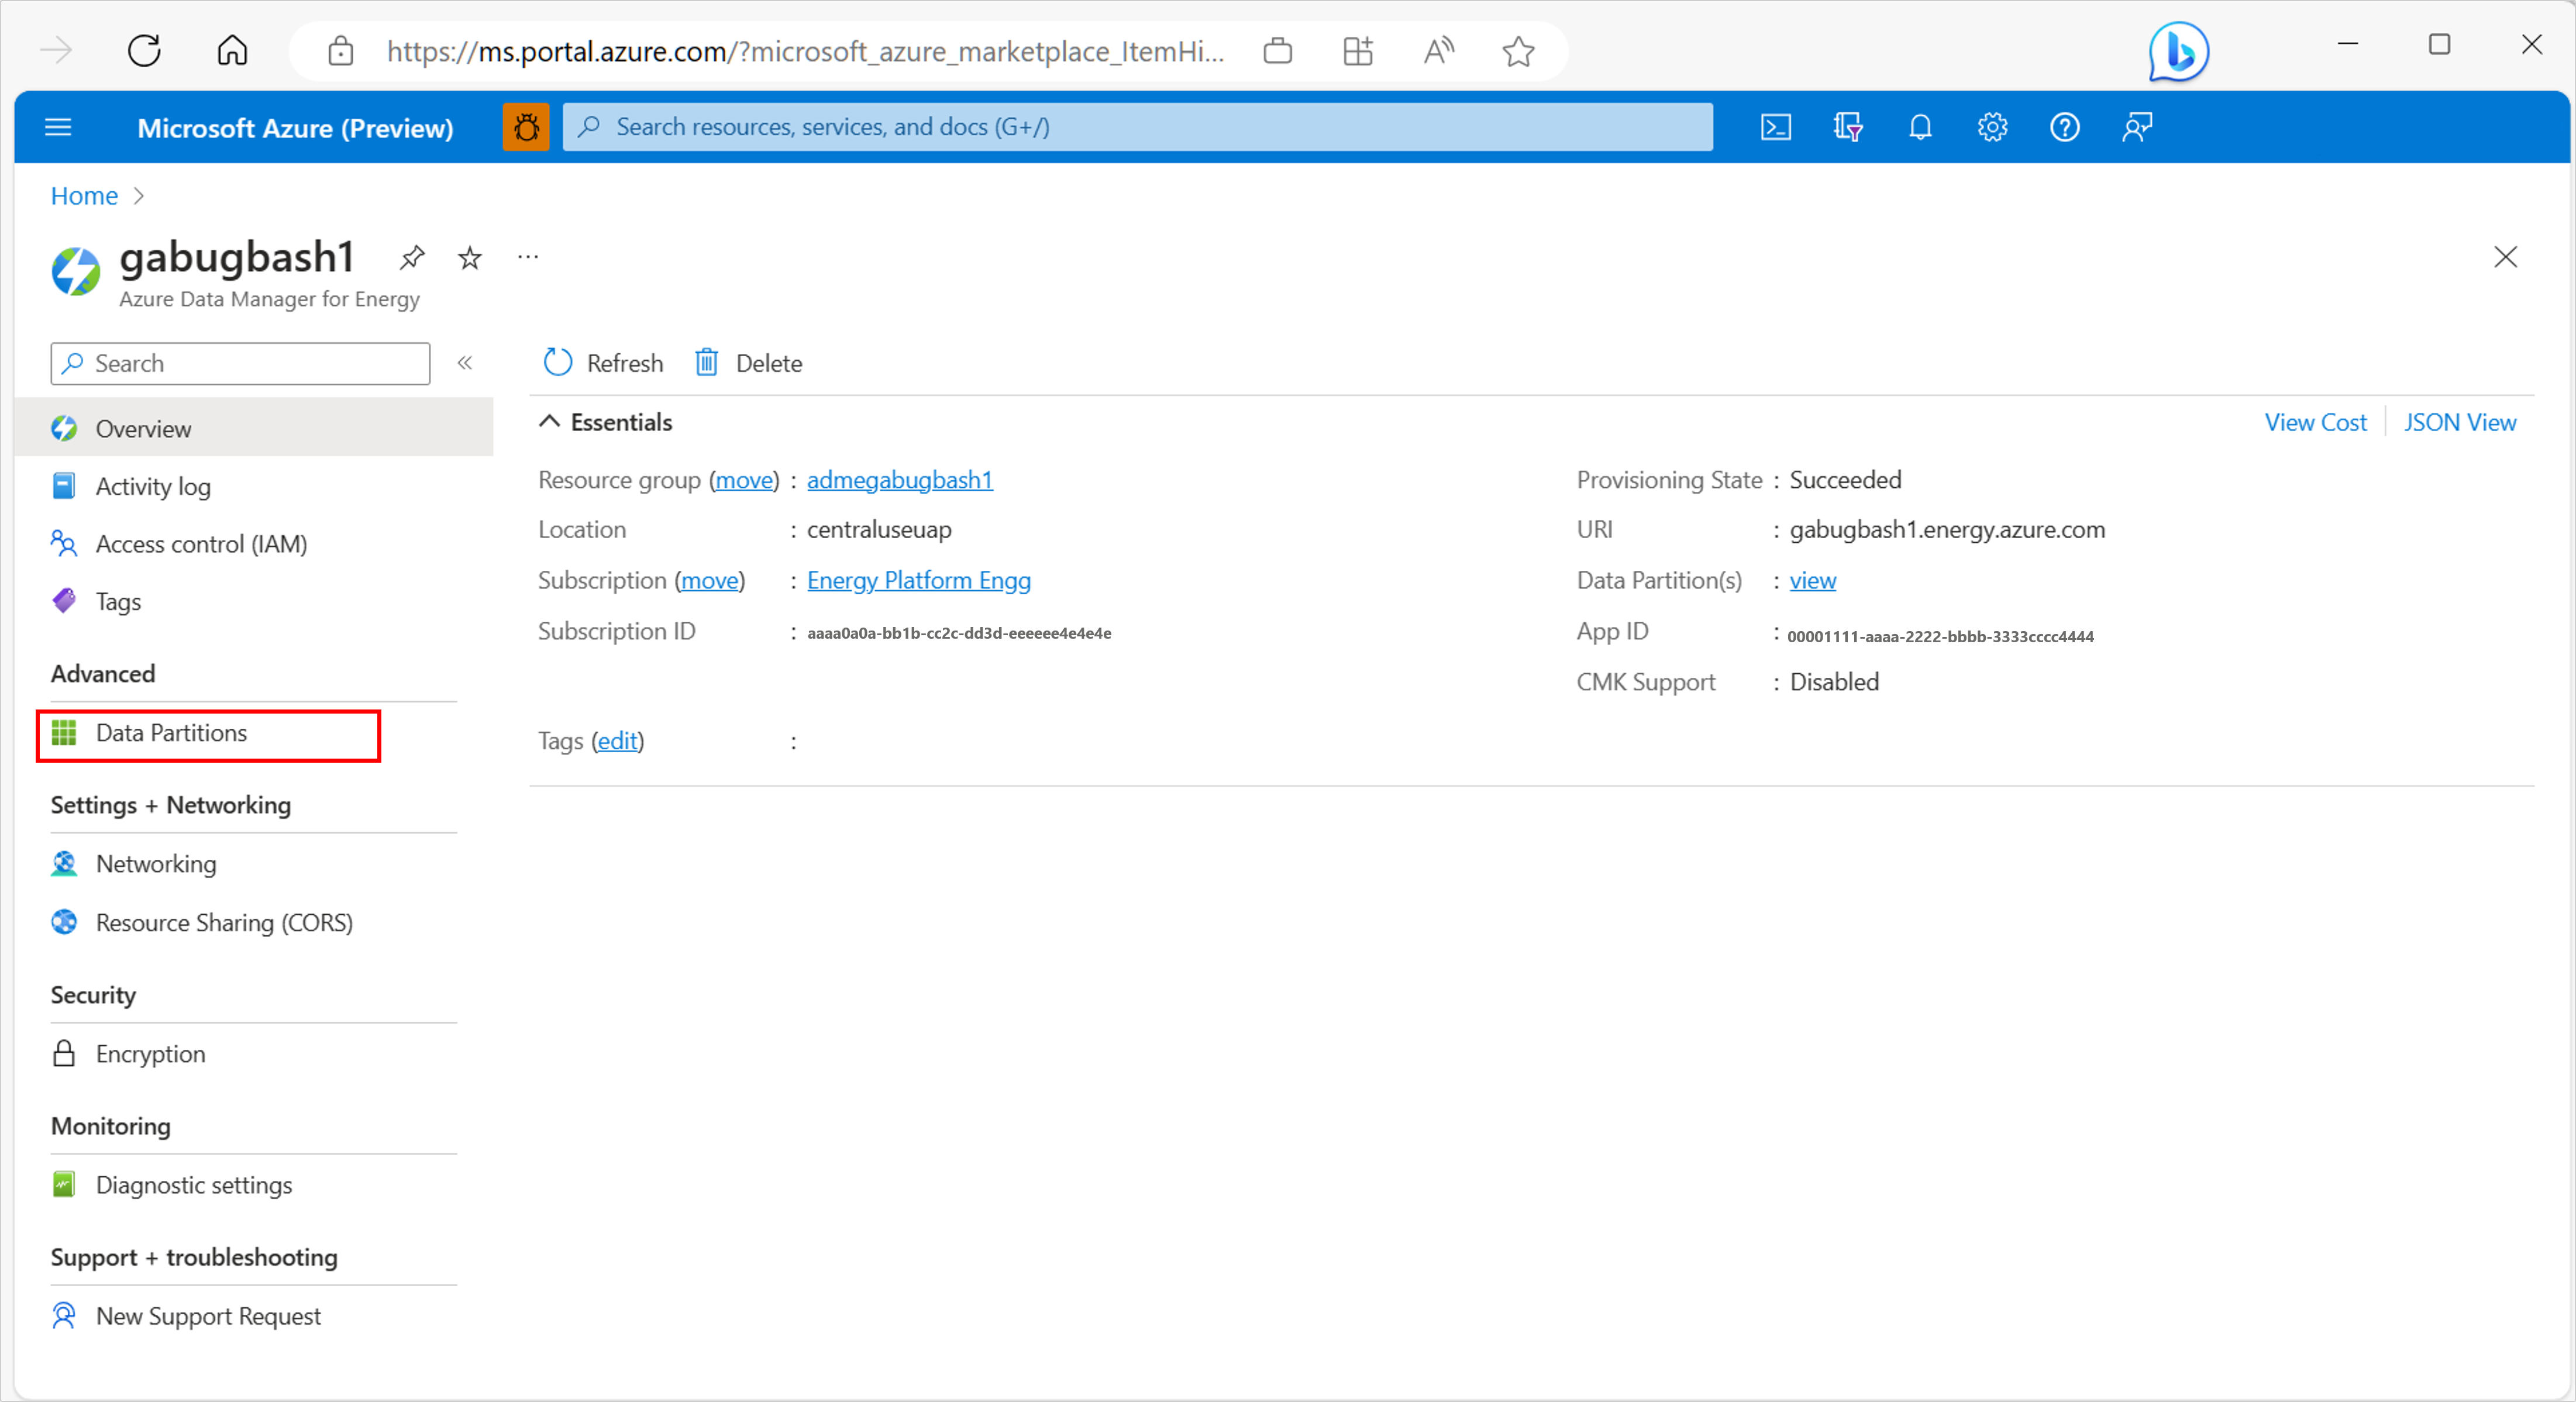 https://ms.portal.azure.com/?microsoft_azure_marketplace_ItemHi...
Microsoft Azure (Preview)
Search resources, services, and docs (G+/)
Home
gabugbash1
Azure Data Manager for Energy
Search
Refresh
Delete
Overview
Activity log
Access control (IAM)
Tags
Advanced
Data Partitions
Settings + Networking
Networking
Resource Sharing (CORS)
Security
Encryption
Monitoring
Diagnostic settings
Support + troubleshooting
New Support Request
Essentials
View Cost
JSON View
Resource group (move) : admegabugbash1
Location : centraluseuap
Subscription (move) : Energy Platform Engg
Subscription ID : aaaa0a0a-bb1b-cc2c-dd3d-eeeeee4e4e4e
Tags (edit) :
Provisioning State : Succeeded
URI : gabugbash1.energy.azure.com
Data Partition(s) : view
App ID : 00001111-aaaa-2222-bbbb-3333cccc4444
CMK Support : Disabled